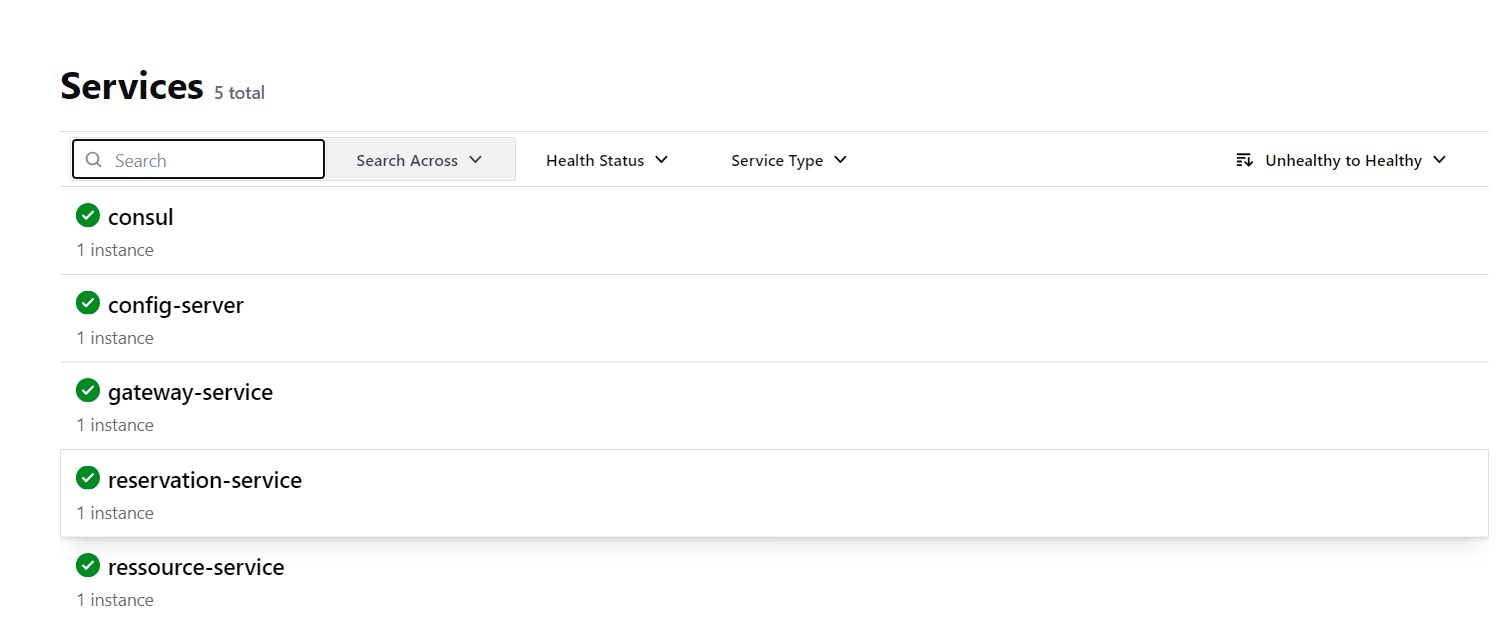 Services 5 total
Search Search Across Health Status Service Type Unhealthy to Healthy
consul
1 instance
config-server
1 instance
gateway-service
1 instance
reservation-service
1 instance
ressource-service
1 instance